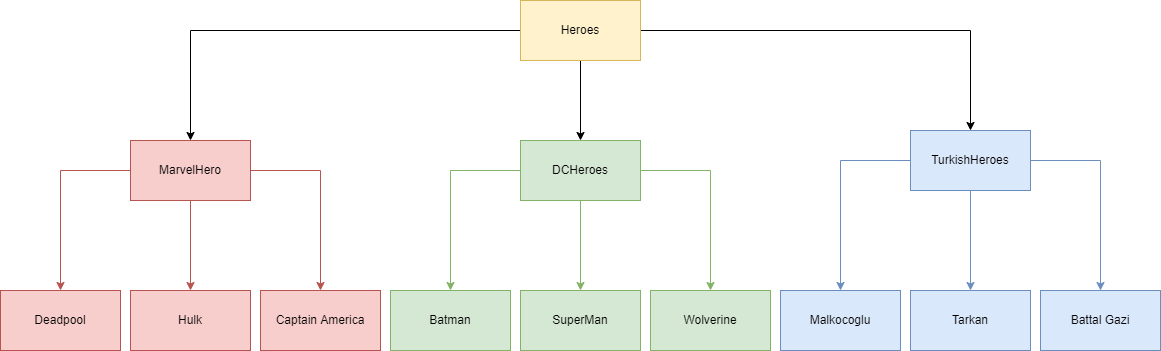 Heroes
MarvelHero
DCHeroes
TurkishHeroes
Deadpool
Hulk
Captain America
Batman
SuperMan
Wolverine
Malkocoglu
Tarkan
Battal Gazi